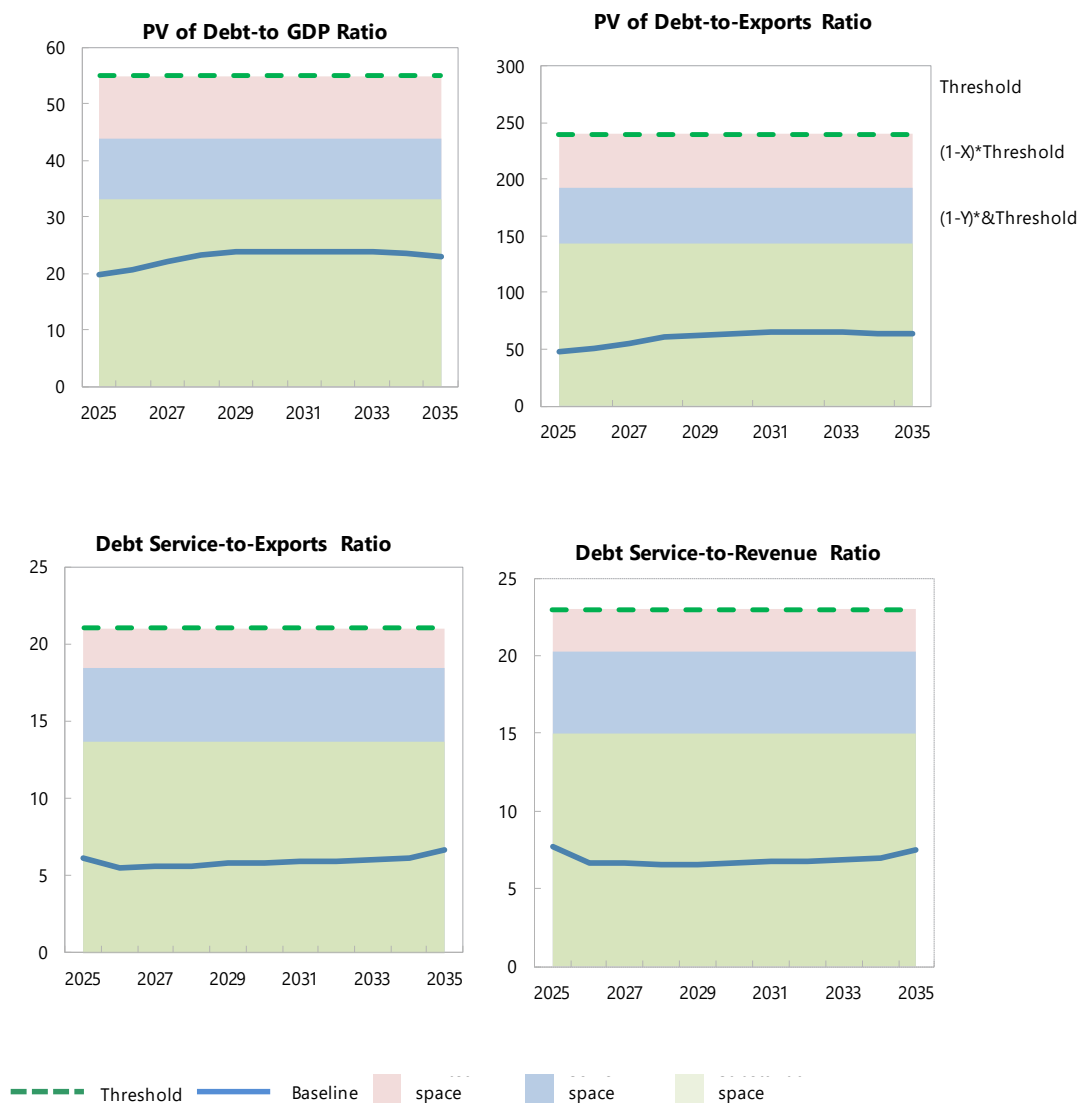 PV of Debt-to GDP Ratio
60
50
40
30
20
10
0
2025 2027 2029 2031 2033 2035
PV of Debt-to-Exports Ratio
300
250
200
150
100
50
0
2025 2027 2029 2031 2033 2035
Threshold
(1-X)*Threshold
(1-Y)*&Threshold
Debt Service-to-Exports Ratio
25
20
15
10
5
0
2025 2027 2029 2031 2033 2035
Debt Service-to-Revenue Ratio
25
20
15
10
5
0
2025 2027 2029 2031 2033 2035
Threshold Baseline space space space